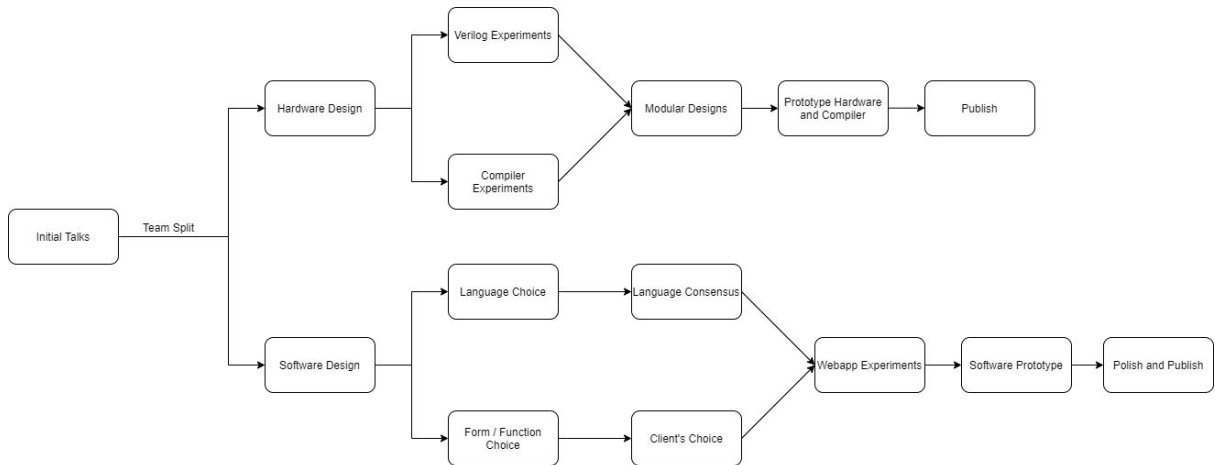 Verilog Experiments
Hardware Design
Modular Designs
Prototype Hardware
and Compiler
Publish
Compiler
Experiments
Initial Talks
Team Split
Language Choice
Language Consensus
Software Design
Webapp Experiments
Software Prototype
Polish and Publish
Form / Function
Choice
Client's Choice